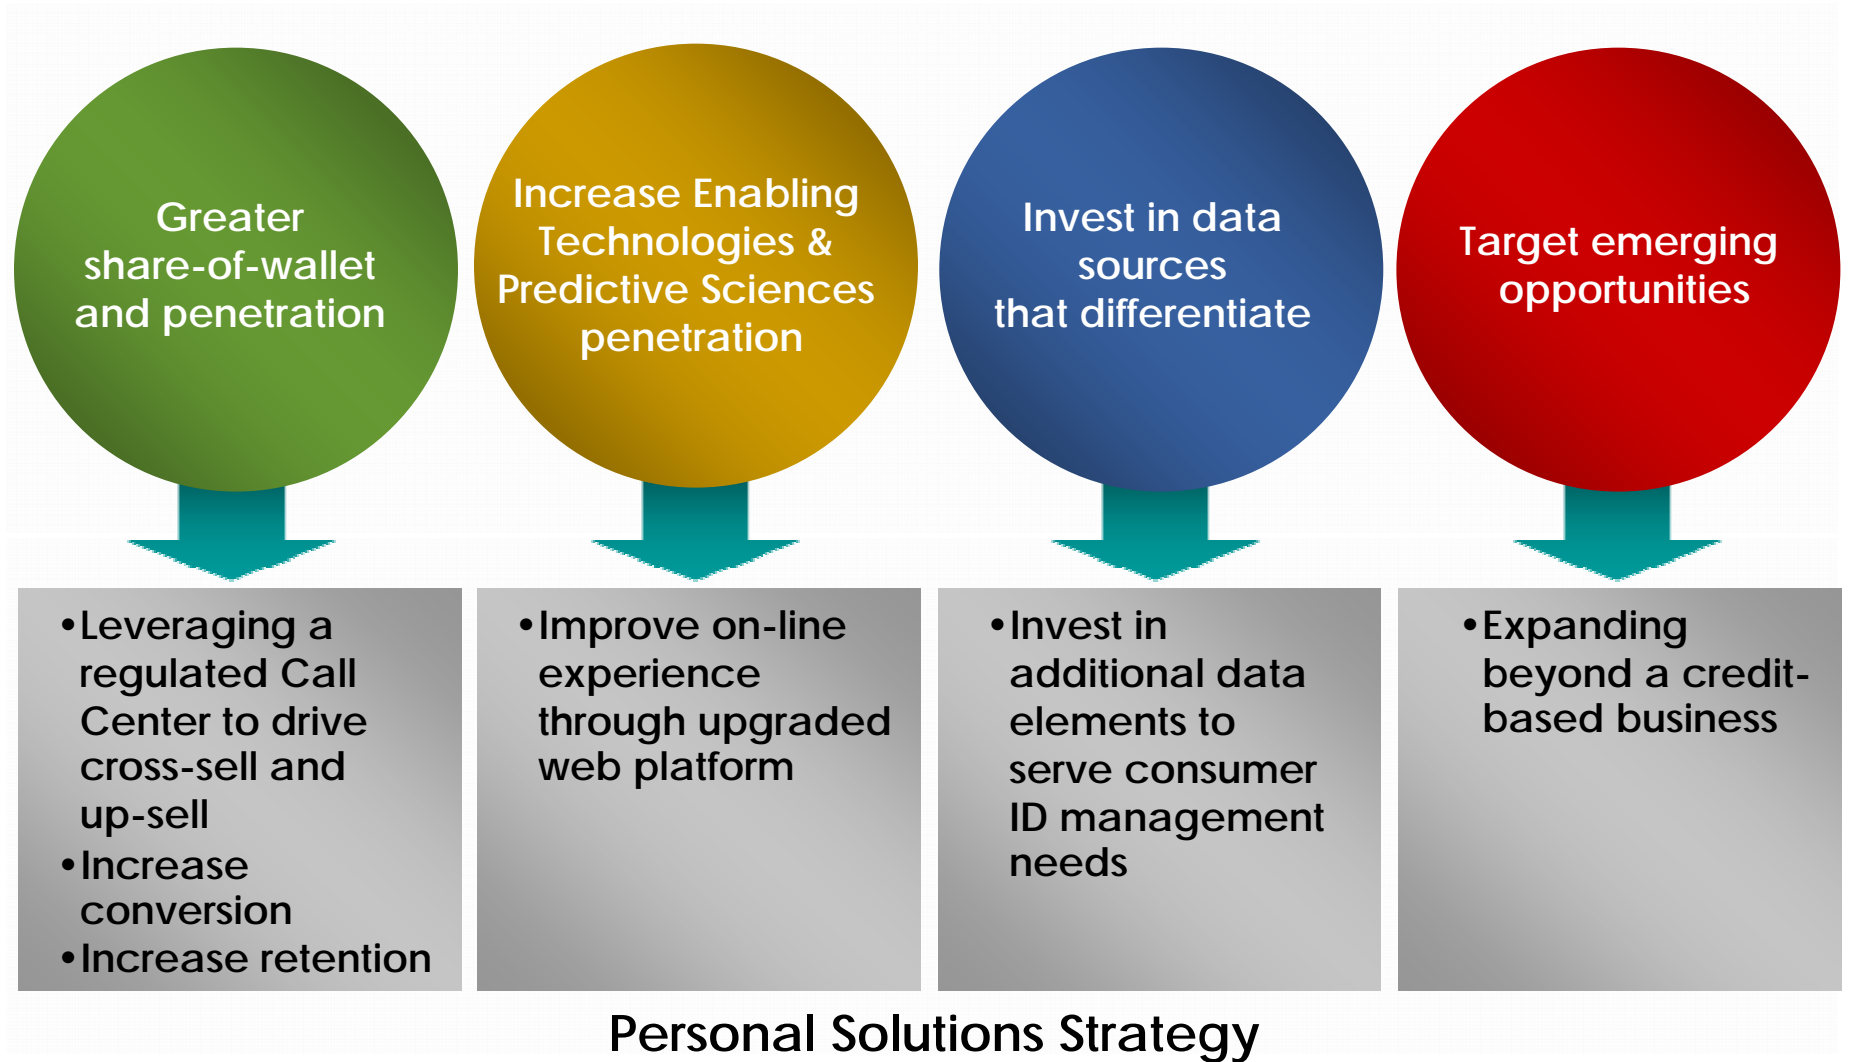 Greater
share-of-wallet
and penetration
Increase Enabling
Technologies &
Predictive Sciences
penetration
Invest in data
sources
that differentiate
Target emerging
opportunities
•Leveraging a
regulated Call
Center to drive
cross-sell and
up-sell
•Increase
conversion
•Increase retention
•Improve on-line
experience
through upgraded
web platform
•Invest in
additional data
elements to
serve consumer
ID management
needs
•Expanding
beyond a credit-
based business
Personal Solutions Strategy